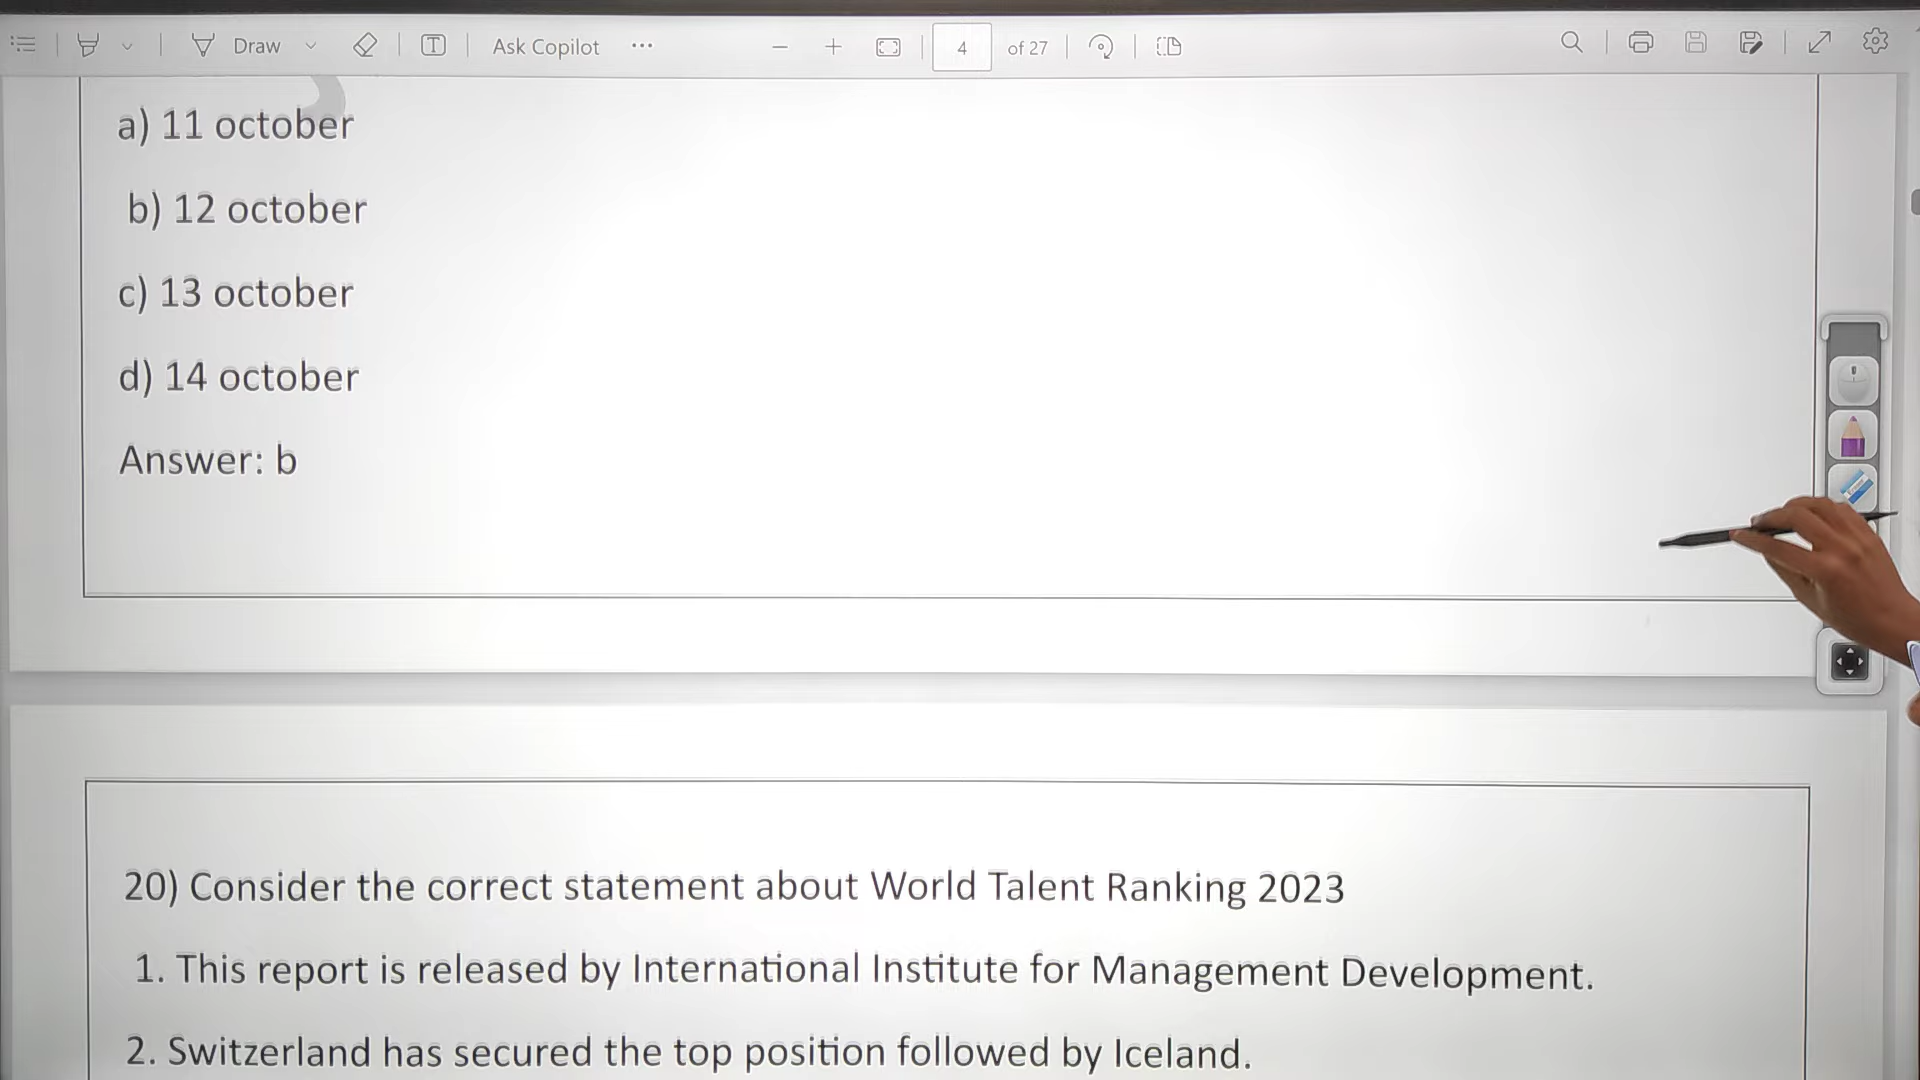 Draw
Ask Copilot
4 of 27
a) 11 october
b) 12 october
c) 13 october
d) 14 october
Answer: b
20) Consider the correct statement about World Talent Ranking 2023
1. This report is released by International Institute for Management Development.
2. Switzerland has secured the top position followed by Iceland.